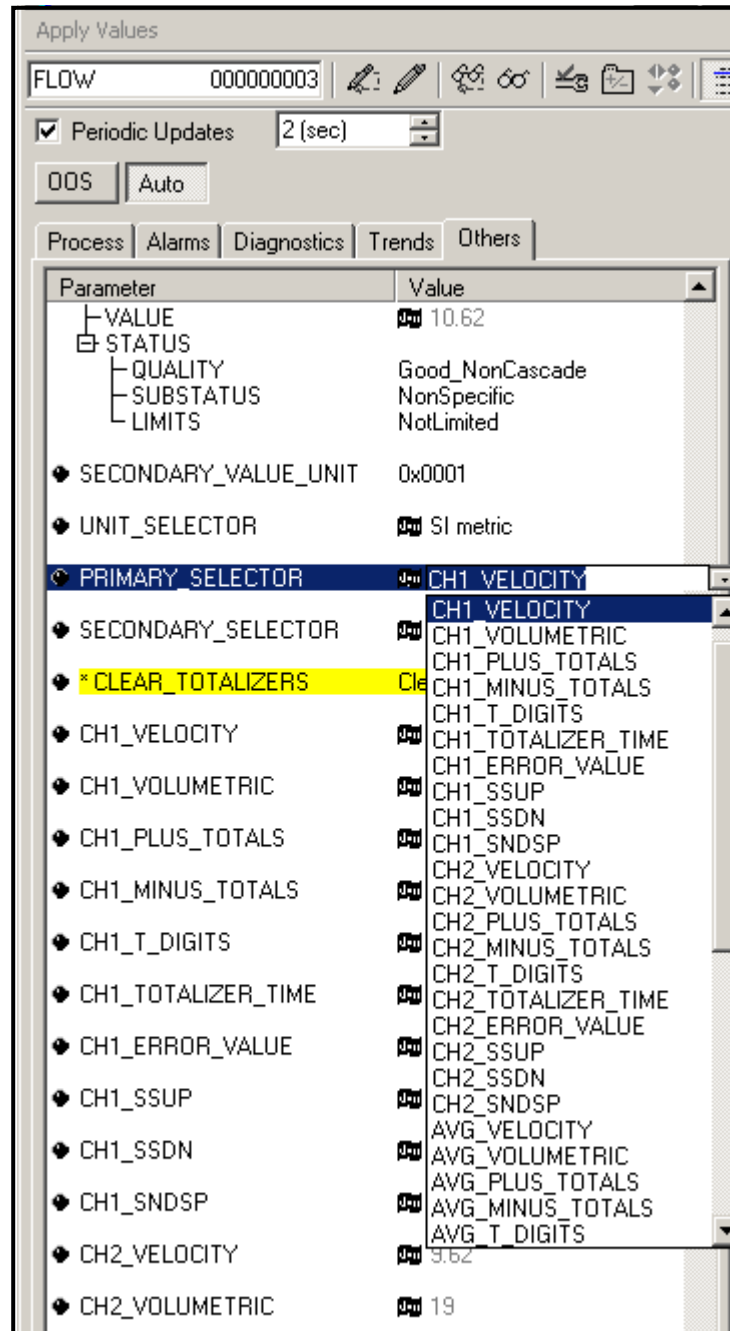 Apply Values
FLOW 000000003
Periodic Updates 2 (sec)
OOS Auto
Process Alarms Diagnostics Trends Others
Parameter Value
VALUE 10.62
STATUS
QUALITY Good_NonCascade
SUBSTATUS NonSpecific
LIMITS NotLimited
SECONDARY_VALUE_UNIT 0x0001
UNIT_SELECTOR SI metric
PRIMARY_SELECTOR CH1_VELOCITY
SECONDARY_SELECTOR
* CLEAR_TOTALIZERS Cle
CH1_VELOCITY
CH1_VOLUMETRIC
CH1_PLUS_TOTALS
CH1_MINUS_TOTALS
CH1_T_DIGITS
CH1_TOTALIZER_TIME
CH1_ERROR_VALUE
CH1_SSUP
CH1_SSDN
CH1_SNDSP
CH2_VELOCITY 9.62
CH2_VOLUMETRIC 19
CH1_VELOCITY
CH1_VOLUMETRIC
CH1_PLUS_TOTALS
CH1_MINUS_TOTALS
CH1_T_DIGITS
CH1_TOTALIZER_TIME
CH1_ERROR_VALUE
CH1_SSUP
CH1_SSDN
CH1_SNDSP
CH2_VELOCITY
CH2_VOLUMETRIC
CH2_PLUS_TOTALS
CH2_MINUS_TOTALS
CH2_T_DIGITS
CH2_TOTALIZER_TIME
CH2_ERROR_VALUE
CH2_SSUP
CH2_SSDN
CH2_SNDSP
AVG_VELOCITY
AVG_VOLUMETRIC
AVG_PLUS_TOTALS
AVG_MINUS_TOTALS
AVG_T_DIGITS